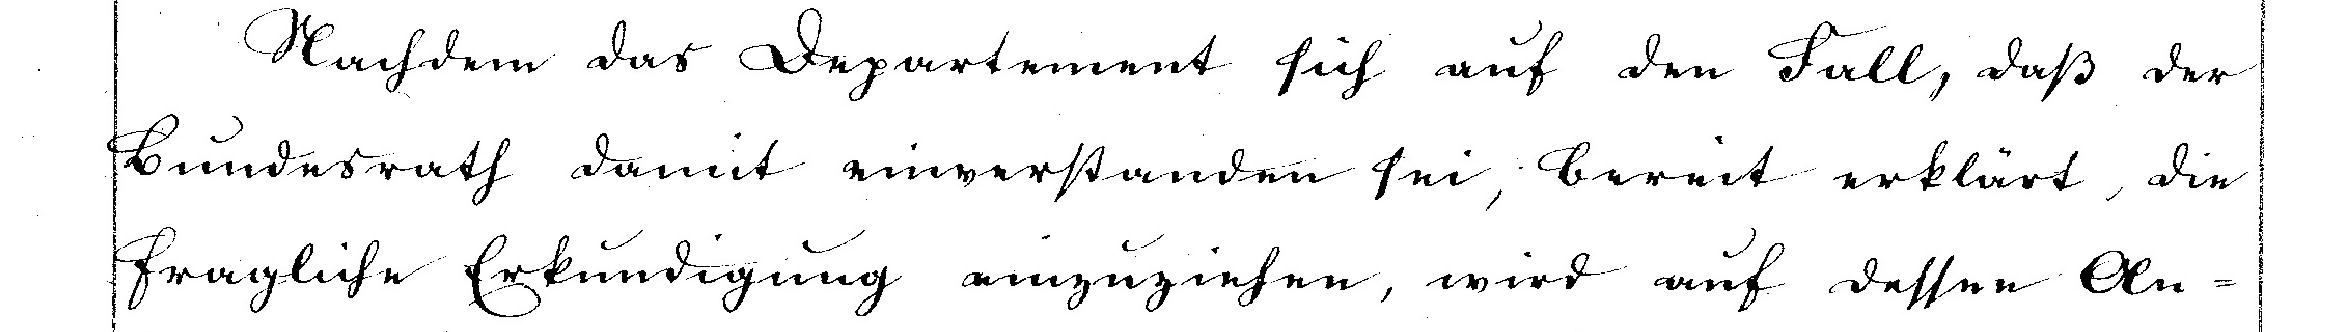 Nachdem das Departement sich auf den Fall, daß der
Bundesrath damit einverstanden sei, bereit erklärt, die
fragliche Erkundigung einzuziehen, wird auf dessen An=